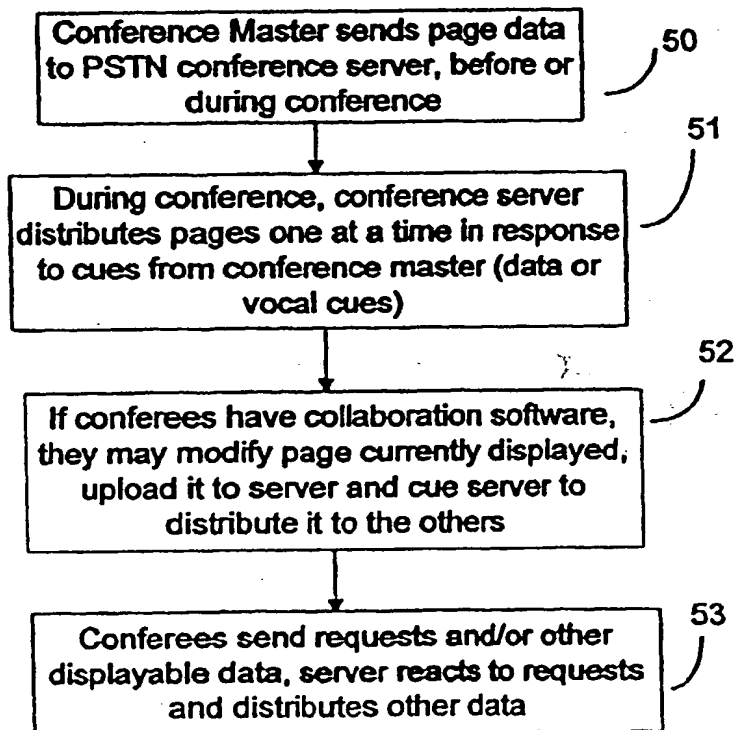 Conference Master sends page data
to PSTN conference server, before or
during conference
50
51
During conference, conference server
distributes pages one at a time in response
to cues from conference master (data or
vocal cues)
52
If conferees have collaboration software,
they may modify page currently displayed,
upload it to server and cue server to
distribute it to the others
53
Conferees send requests and/or other
displayable data, server reacts to requests
and distributes other data